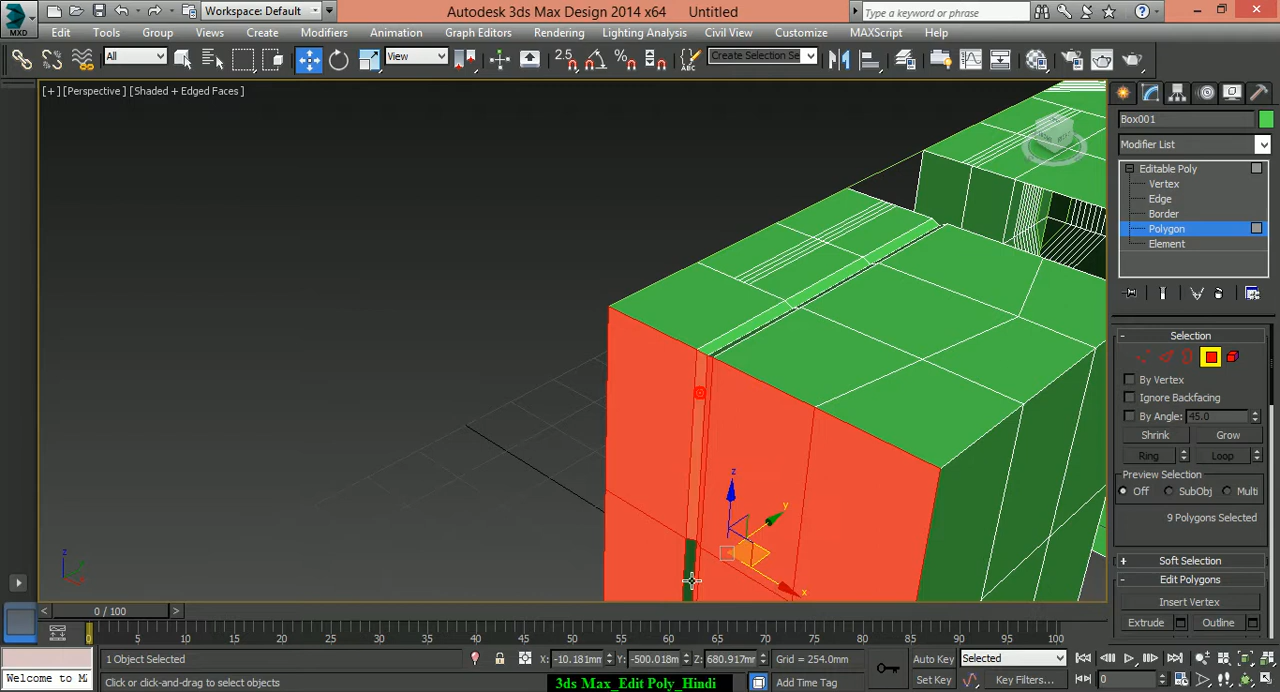 Workspace: Default
Autodesk 3ds Max Design 2014 x64 Untitled
Type a keyword or phrase
MXD
Edit Tools Group Views Create Modifiers Animation Graph Editors Rendering Lighting Analysis Civil View Customize MAXScript Help
All View 2.5 Create Selection Se
[+] [Perspective] [Shaded + Edged Faces]
Box001
Modifier List
Editable Poly
Vertex
Edge
Border
Polygon
Element
Selection
By Vertex
Ignore Backfacing
By Angle: 45.0
Shrink Grow
Ring Loop
Preview Selection
Off SubObj Multi
9 Polygons Selected
Soft Selection
Edit Polygons
Insert Vertex
Extrude Outline
z
y
x
z
0 / 100
0 5 10 15 20 25 30 35 40 45 50 55 60 65 70 75 80 85 90 95 100
1 Object Selected X: -10.181mm Y: -500.018mm Z: 680.917mm Grid = 254.0mm Auto Key Selected
Welcome to M Click or click-and-drag to select objects 3ds Max_Edit Poly_Hindi Add Time Tag Set Key Key Filters... 0